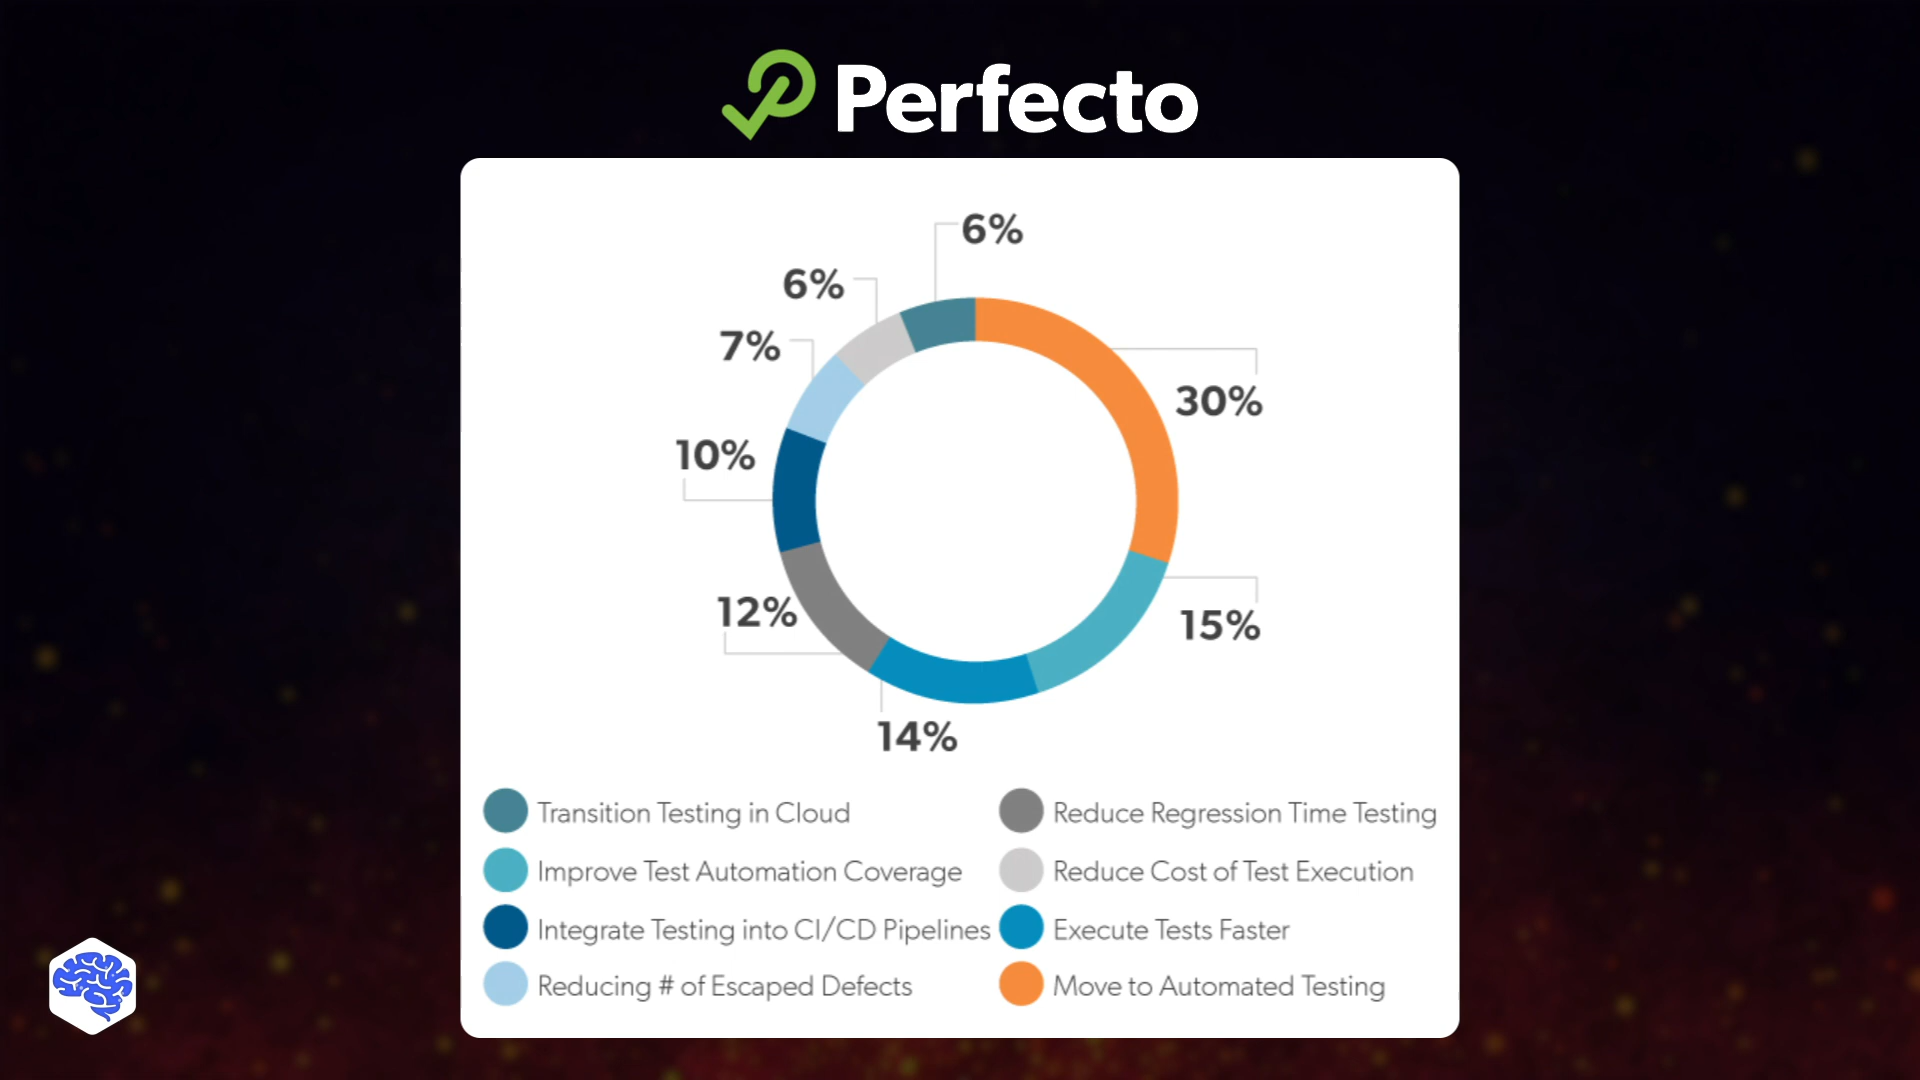 Perfecto
6%
6%
7%
30%
10%
12%
15%
14%
Transition Testing in Cloud
Improve Test Automation Coverage
Integrate Testing into CI/CD Pipelines
Reducing # of Escaped Defects
Reduce Regression Time Testing
Reduce Cost of Test Execution
Execute Tests Faster
Move to Automated Testing